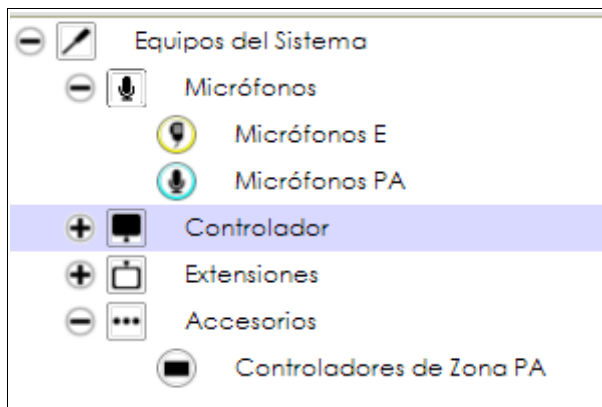 Equipos del Sistema
Micrófonos
Micrófonos E
Micrófonos PA
Controlador
Extensiones
Accesorios
Controladores de Zona PA